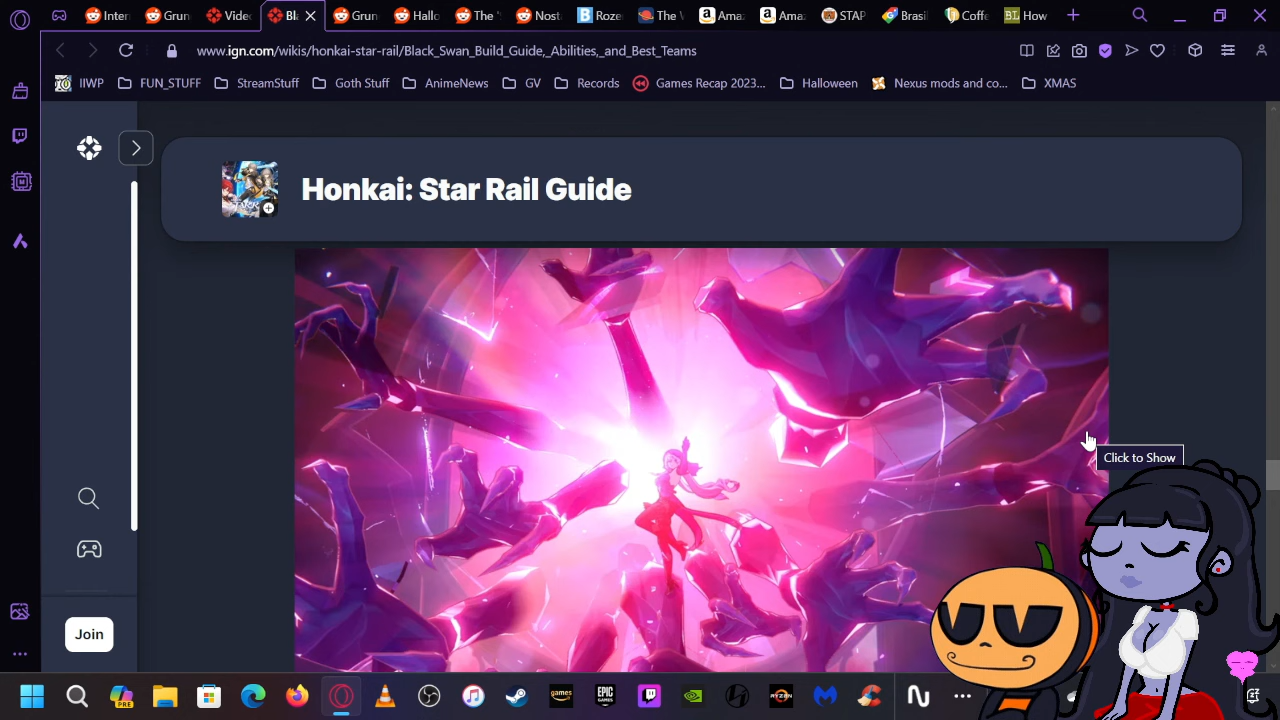 Inter
Grun
Video
Bla
Grun
Hallo
The '
Nost
Roze
The \
Ama:
Ama:
STAP
Brasil
Coffe
How
www.ign.com/wikis/honkai-star-rail/Black_Swan_Build_Guide,_Abilities,_and_Best_Teams
IIWP
FUN_STUFF
StreamStuff
Goth Stuff
AnimeNews
GV
Records
Games Recap 2023...
Halloween
Nexus mods and co...
XMAS
Honkai: Star Rail Guide
Click to Show
Join